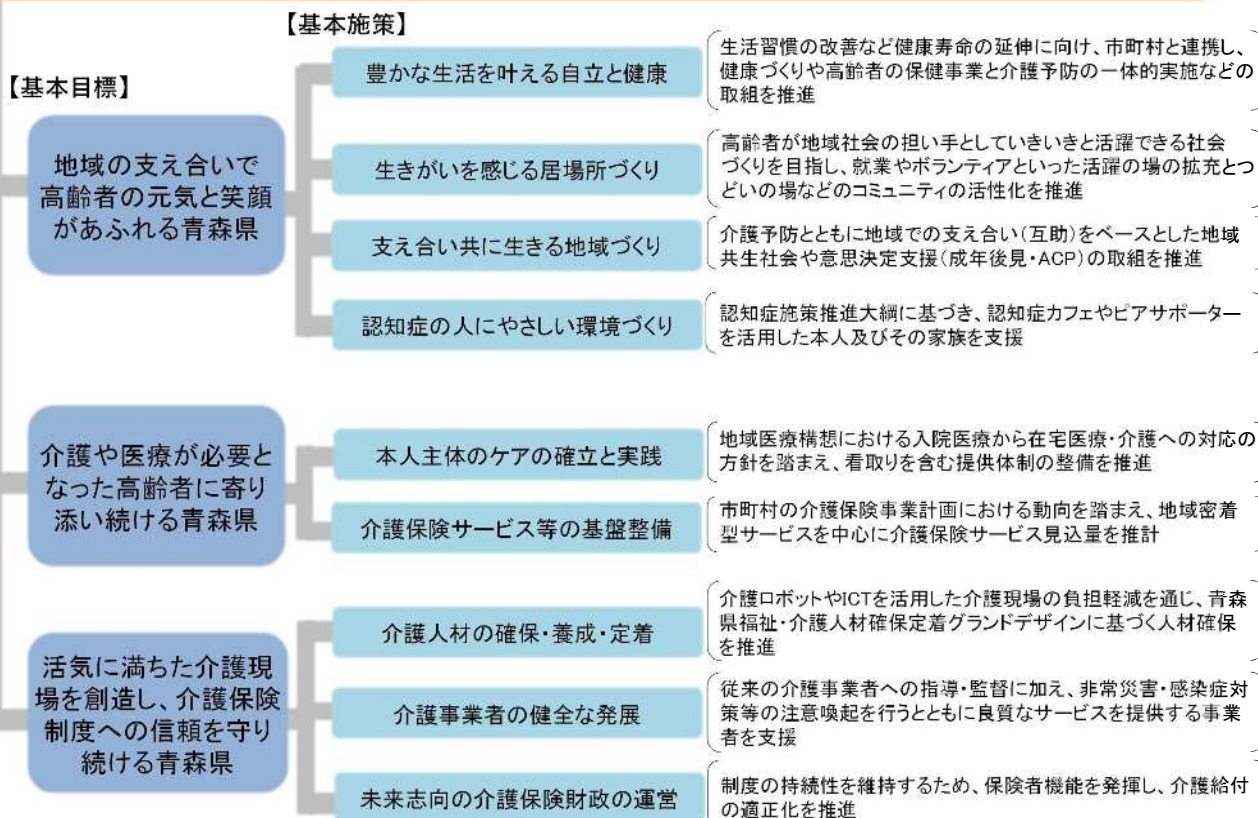 【基本施策】
【基本目標】
地域の支え合いで
高齢者の元気と笑顔
があふれる青森県
豊かな生活を叶える自立と健康
生活習慣の改善など健康寿命の延伸に向け、市町村と連携し、
健康づくりや高齢者の保健事業と介護予防の一体的実施などの
取組を推進
生きがいを感じる居場所づくり
高齢者が地域社会の担い手としていきいきと活躍できる社会
づくりを目指し、就業やボランティアといった活躍の場の拡充とつ
どいの場などのコミュニティの活性化を推進
支え合い共に生きる地域づくり
介護予防とともに地域での支え合い(互助)をベースとした地域
共生社会や意思決定支援(成年後見・ACP)の取組を推進
認知症の人にやさしい環境づくり
認知症施策推進大綱に基づき、認知症カフェやピアサポーター
を活用した本人及びその家族を支援
介護や医療が必要と
なった高齢者に寄り
添い続ける青森県
本人主体のケアの確立と実践
地域医療構想における入院医療から在宅医療・介護への対応の
方針を踏まえ、看取りを含む提供体制の整備を推進
介護保険サービス等の基盤整備
市町村の介護保険事業計画における動向を踏まえ、地域密着
型サービスを中心に介護保険サービス見込量を推計
活気に満ちた介護現
場を創造し、介護保険
制度への信頼を守り
続ける青森県
介護人材の確保・養成・定着
介護ロボットやICTを活用した介護現場の負担軽減を通じ、青森
県福祉・介護人材確保定着グランドデザインに基づく人材確保
を推進
介護事業者の健全な発展
従来の介護事業者への指導・監督に加え、非常災害・感染症対
策等の注意喚起を行うとともに良質なサービスを提供する事業
者を支援
未来志向の介護保険財政の運営
制度の持続性を維持するため、保険者機能を発揮し、介護給付
の適正化を推進